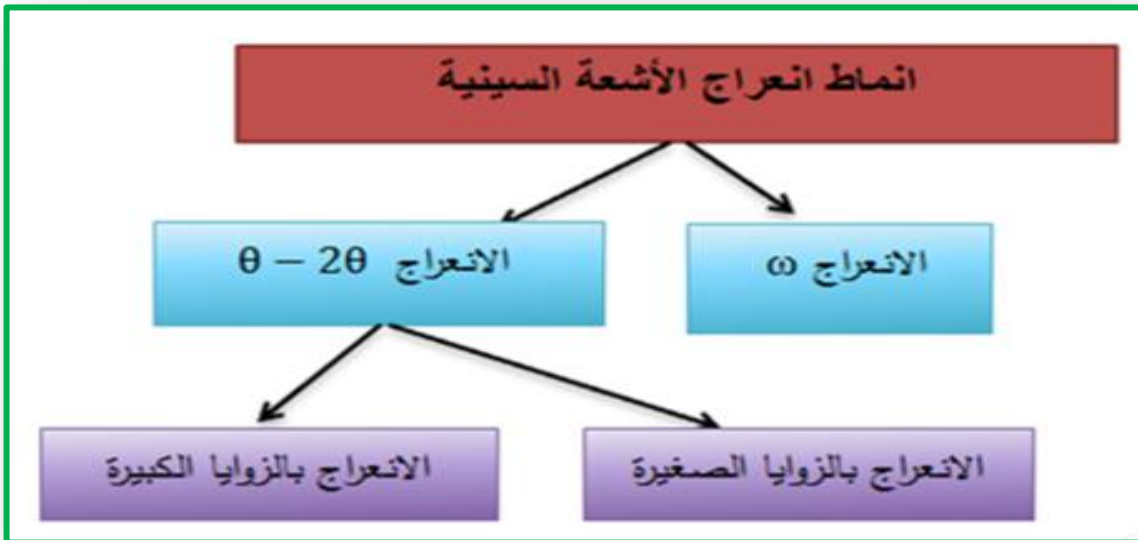 انماط انعراج الأشعة السينية
الانعراج ω
الانعراج θ − 2θ
الانعراج بالزوايا الصغيرة
الانعراج بالزوايا الكبيرة